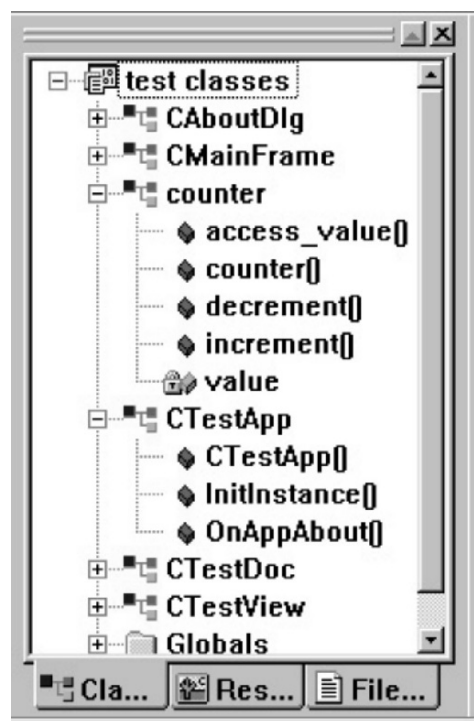 test classes
CAboutDlg
CMainFrame
counter
access_value()
counter()
decrement()
increment()
value
CTestApp
CTestApp()
InitInstance()
OnAppAbout()
CTestDoc
CTestView
Globals
Cla... Res... File...